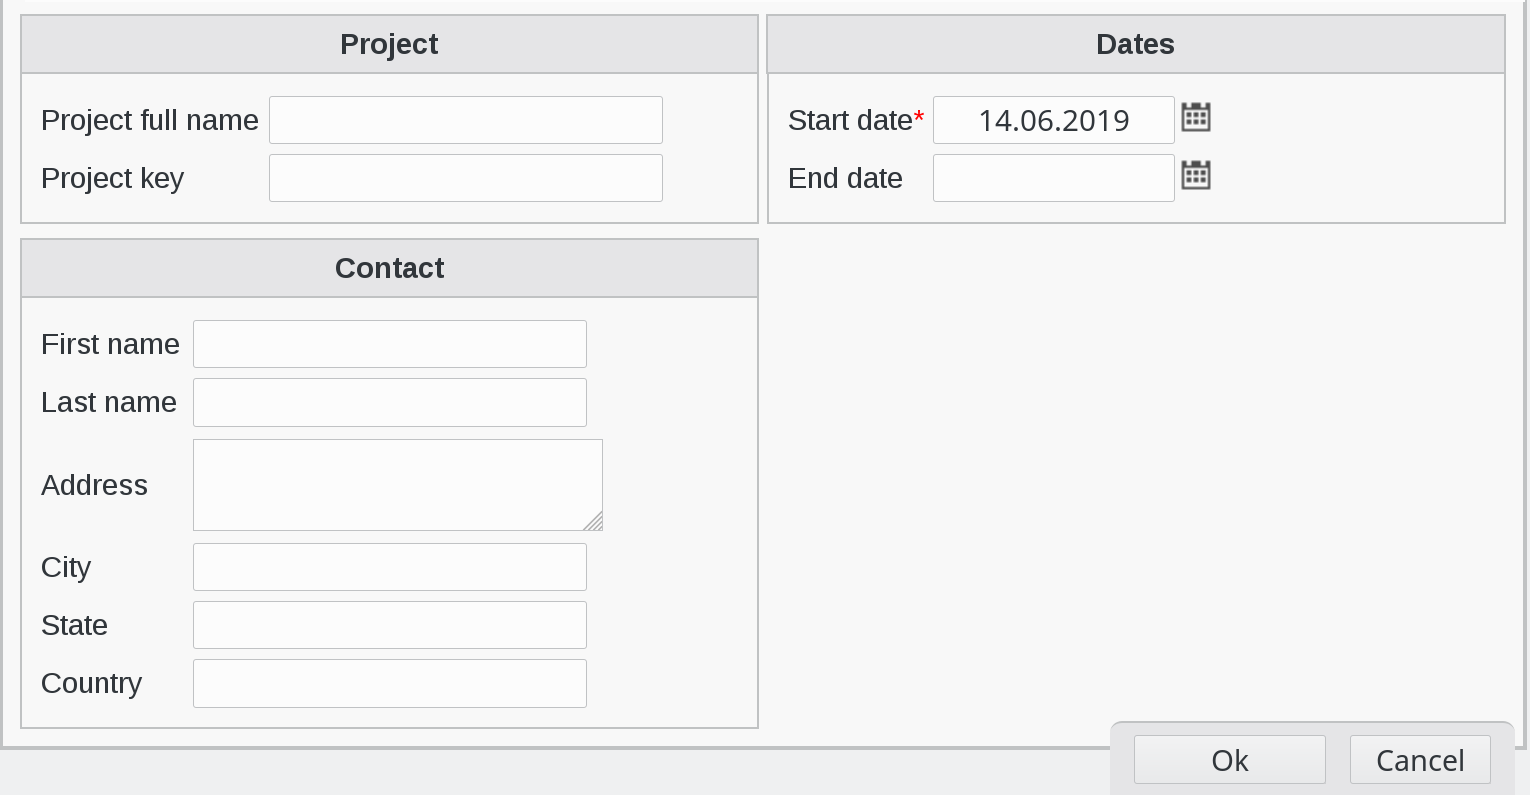 Project
Project full name
Project key
Dates
Start date* 14.06.2019
End date
Contact
First name
Last name
Address
City
State
Country
Ok Cancel